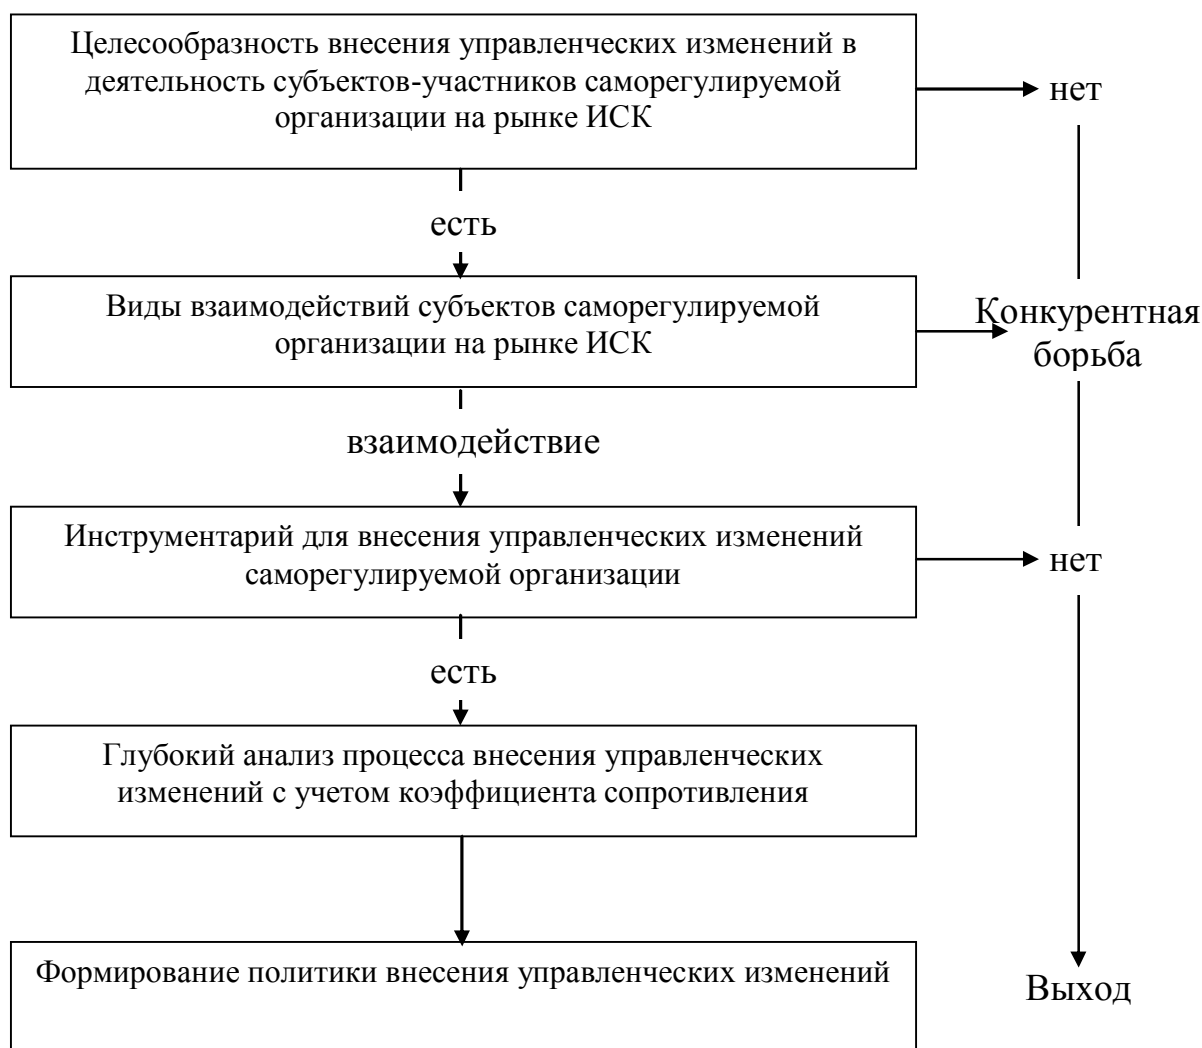 Целесообразность внесения управленческих изменений в
деятельность субъектов-участников саморегулируемой
организации на рынке ИСК
нет
есть
Виды взаимодействий субъектов саморегулируемой
организации на рынке ИСК
Конкурентная
борьба
взаимодействие
Инструментарий для внесения управленческих изменений
саморегулируемой организации
нет
есть
Глубокий анализ процесса внесения управленческих
изменений с учетом коэффициента сопротивления
Формирование политики внесения управленческих изменений
Выход